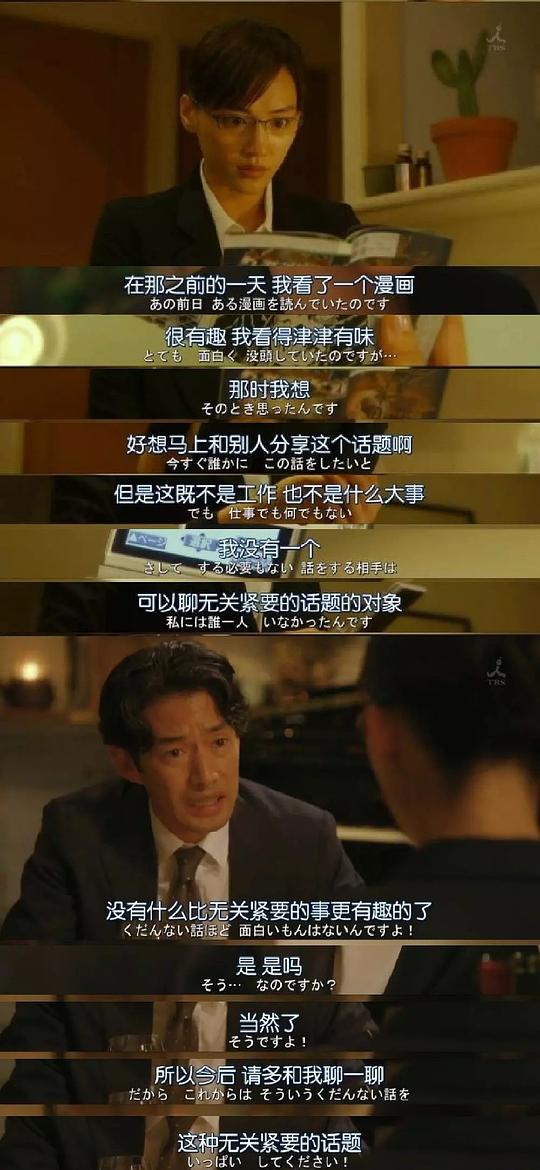 TBS
在那之前的一天 我看了一个漫画
あの前日 ある漫画を読んでいたのです
很有趣 我看得津津有味
とても 面白く 没頭していたのですが…
那时我想
そのとき思ったんです
好想马上和别人分享这个话题啊
今すぐ誰かに この話をしたいと
但是这既不是工作 也不是什么大事
でも 仕事でも何でもない
▲ページ
我没有一个
さして する必要もない 話をする相手は
可以聊无关紧要的话题的对象
私には誰一人 いなかったんです
TBS
没有什么比无关紧要的事更有趣的了
くだんない話ほど 面白いもんはないんですよ！
是 是吗
そう… なのですか？
当然了
そうですよ！
所以今后 请多和我聊一聊
だから これからは そういうくだんない話を
这种无关紧要的话题
いっぱい してください！